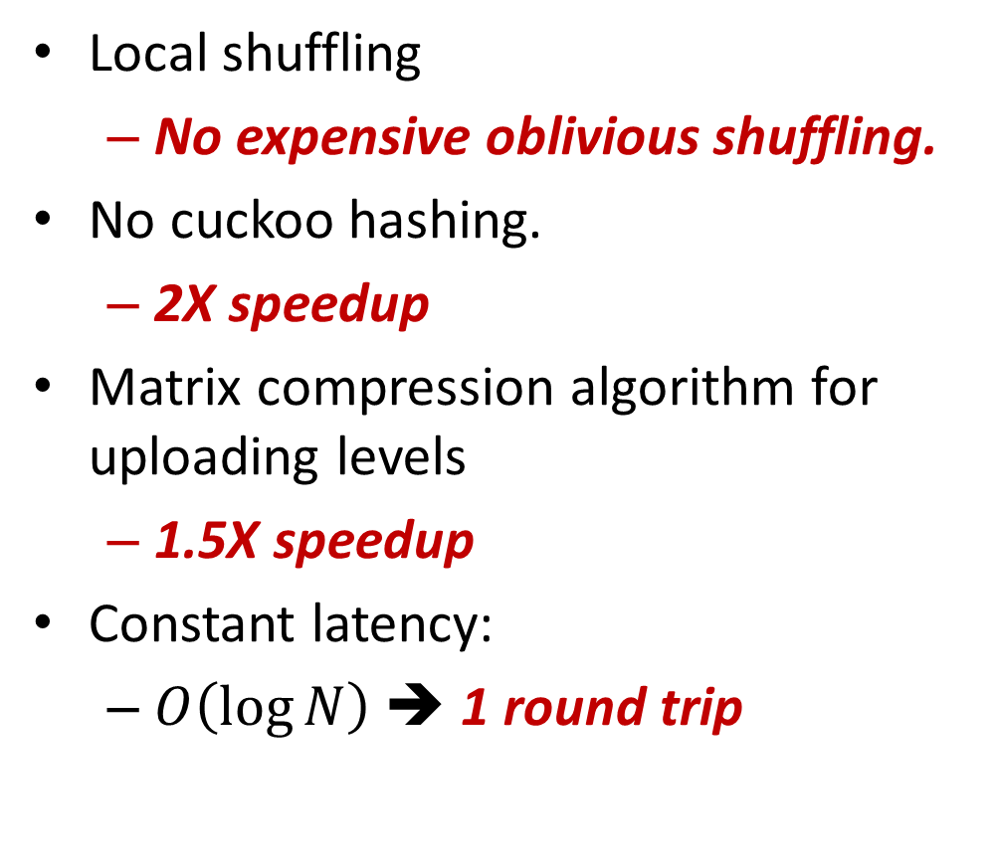 • Local shuffling
– No expensive oblivious shuffling.
• No cuckoo hashing.
– 2X speedup
• Matrix compression algorithm for
uploading levels
– 1.5X speedup
• Constant latency:
– O(log N) ➔ 1 round trip